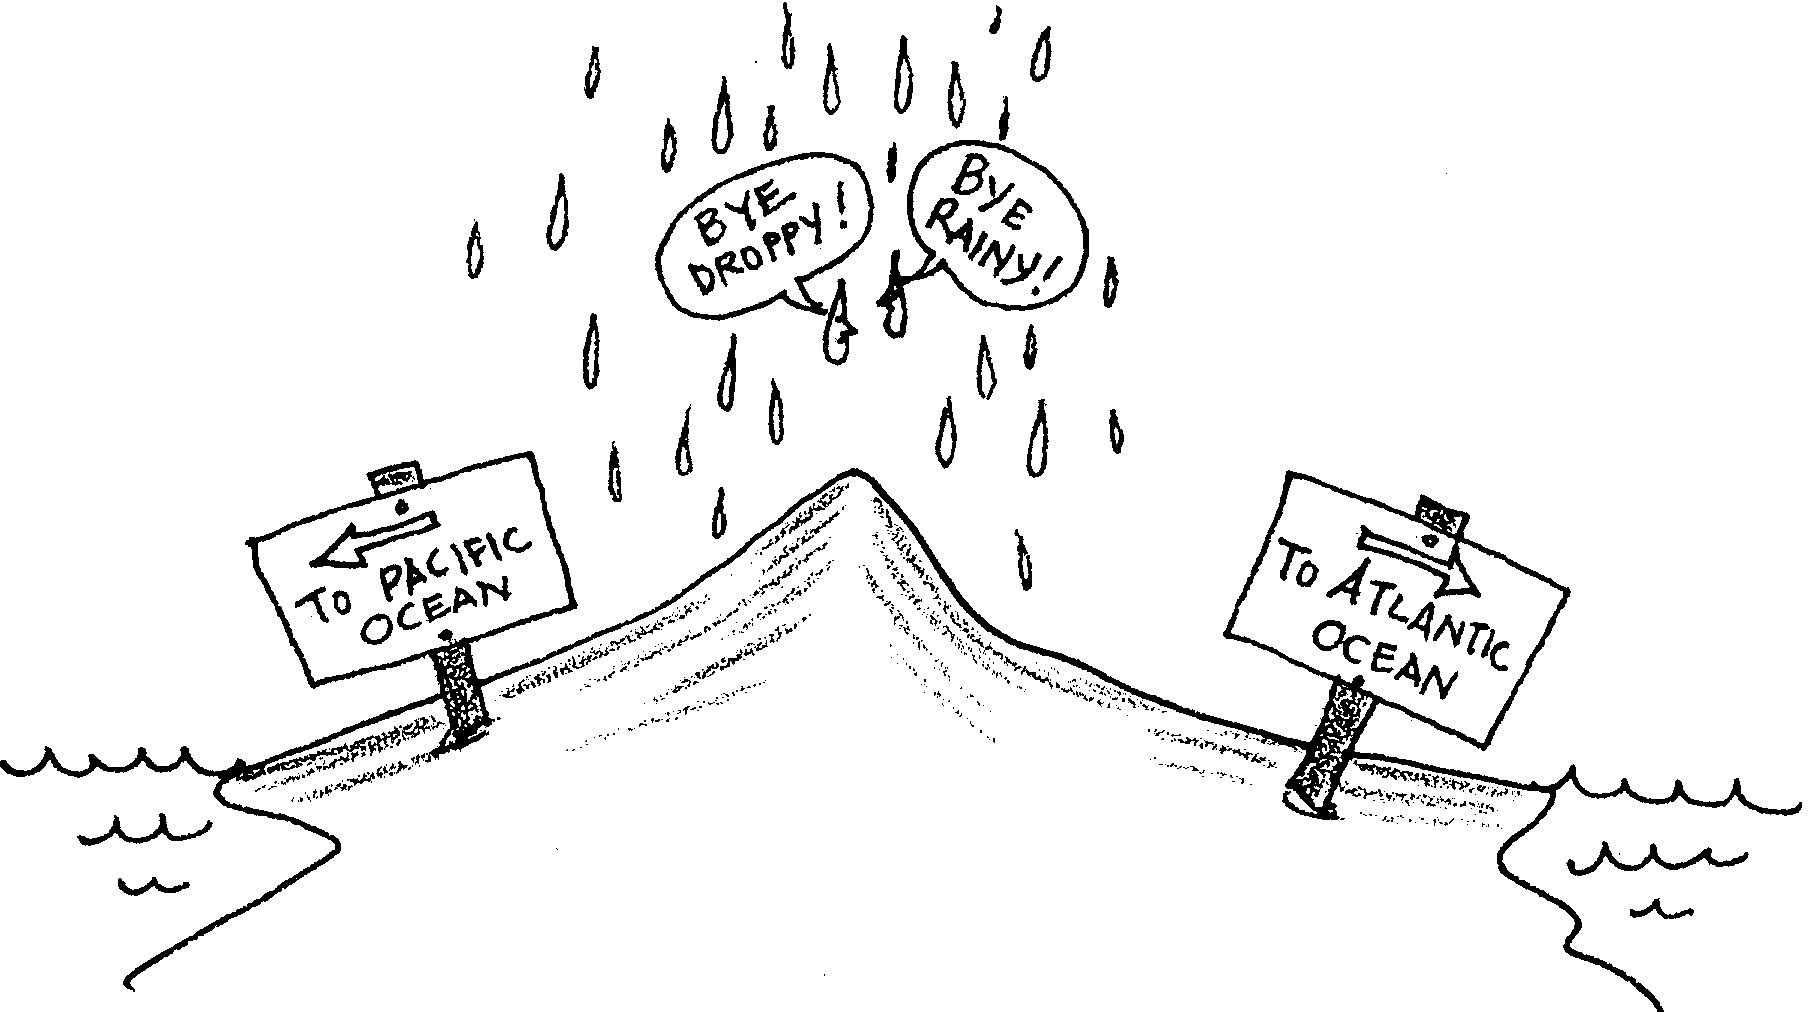 BYE
DROPPY!
BYE
RAINY!
TO PACIFIC
OCEAN
TO ATLANTIC
OCEAN